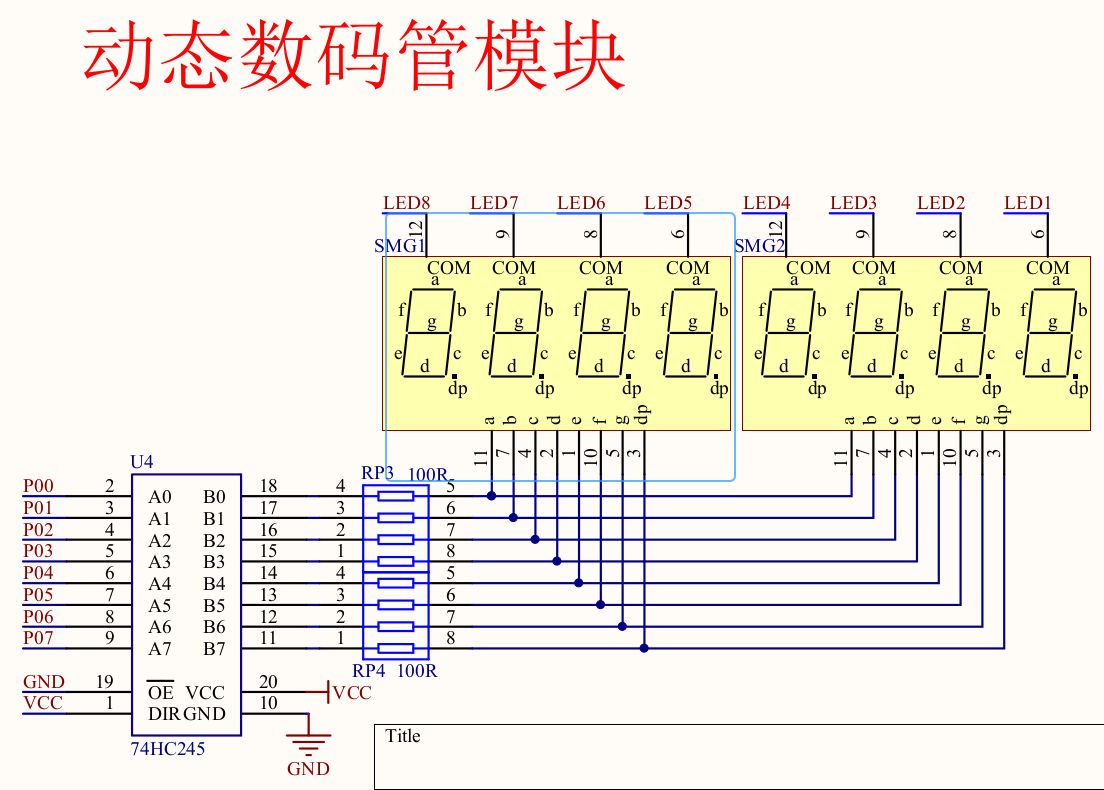 动态数码管模块
LED8 LED7 LED6 LED5 LED4 LED3 LED2 LED1
12 9 8 6 12 9 8 6
SMG1 SMG2
COM COM COM COM COM COM COM COM
a a a a a a a a
f b f b f b f b f b f b f b f b
g g g g g g g g
e c e c e c e c e c e c e c e c
d d d d d d d d
dp dp dp dp dp dp dp dp
a b c d e f g dp a b c d e f g dp
11 7 4 2 1 10 5 3 11 7 4 2 1 10 5 3
U4
RP3 100R
P00 2 A0 B0 18 4 5
P01 3 A1 B1 17 3 6
P02 4 A2 B2 16 2 7
P03 5 A3 B3 15 1 8
P04 6 A4 B4 14 4 5
P05 7 A5 B5 13 3 6
P06 8 A6 B6 12 2 7
P07 9 A7 B7 11 1 8
RP4 100R
GND 19 OE VCC 20 VCC
VCC 1 DIR GND 10
74HC245
GND
Title